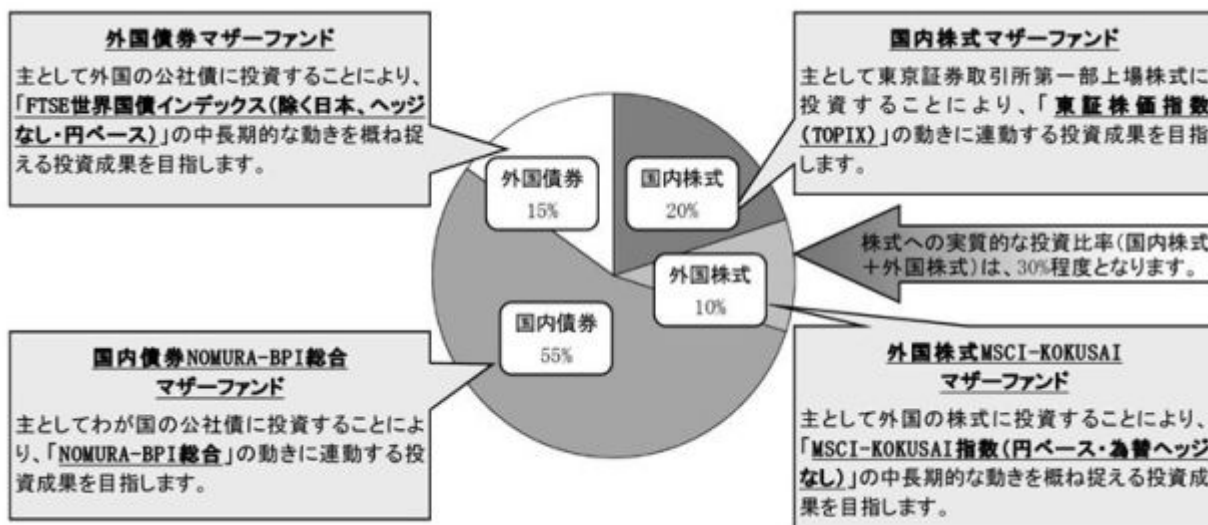 外国債券マザーファンド
主として外国の公社債に投資することにより、
「FTSE世界国債インデックス(除く日本、ヘッジ
なし・円ベース)」の中長期的な動きを概ね捉
える投資成果を目指します。
国内株式マザーファンド
主として東京証券取引所第一部上場株式に
投資することにより、「東証株価指数
(TOPIX)」の動きに連動する投資成果を目指
します。
外国債券
15%
国内株式
20%
株式への実質的な投資比率(国内株式
+外国株式)は、30%程度となります。
外国株式
10%
国内債券
55%
国内債券NOMURA-BPI総合
マザーファンド
主としてわが国の公社債に投資することによ
り、「NOMURA-BPI総合」の動きに連動する投
資成果を目指します。
外国株式MSCI-KOKUSAI
マザーファンド
主として外国の株式に投資することにより、
「MSCI-KOKUSAI指数(円ベース・為替ヘッジ
なし)」の中長期的な動きを概ね捉える投資成
果を目指します。